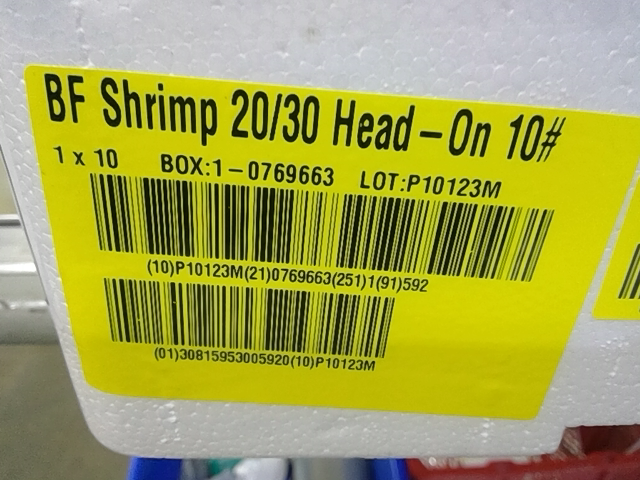 BF Shrimp 20/30 Head-On 10#
1 x 10 BOX:1-0769663 LOT:P10123M
(10)P10123M(21)0769663(251)1(91)592
(01)30815953005920(10)P10123M